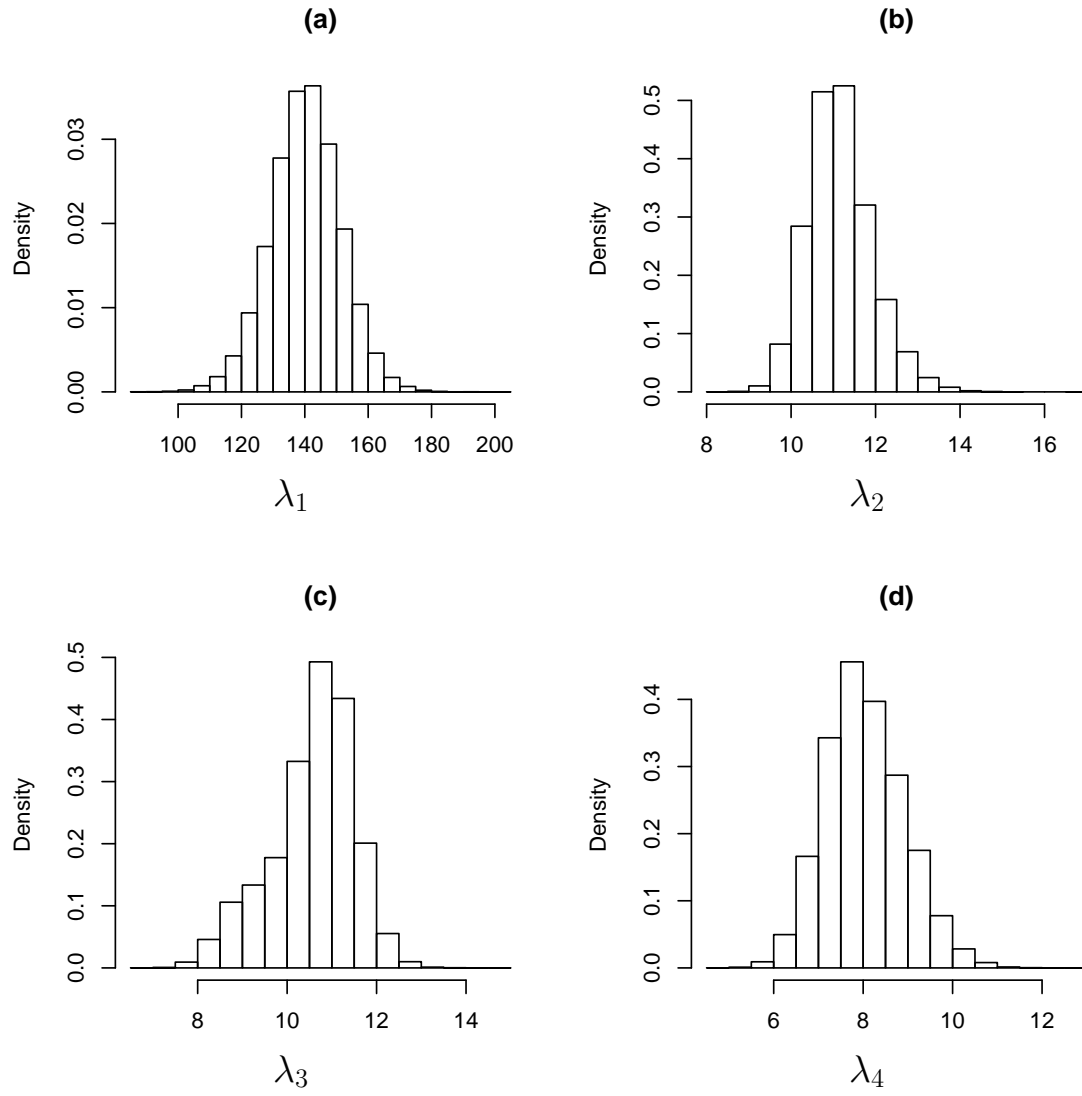 (a)
Density
0.00 0.01 0.02 0.03
100 120 140 160 180 200
λ₁
(b)
Density
0.0 0.1 0.2 0.3 0.4 0.5
8 10 12 14 16
λ₂
(c)
Density
0.0 0.1 0.2 0.3 0.4 0.5
8 10 12 14
λ₃
(d)
Density
0.0 0.1 0.2 0.3 0.4
6 8 10 12
λ₄